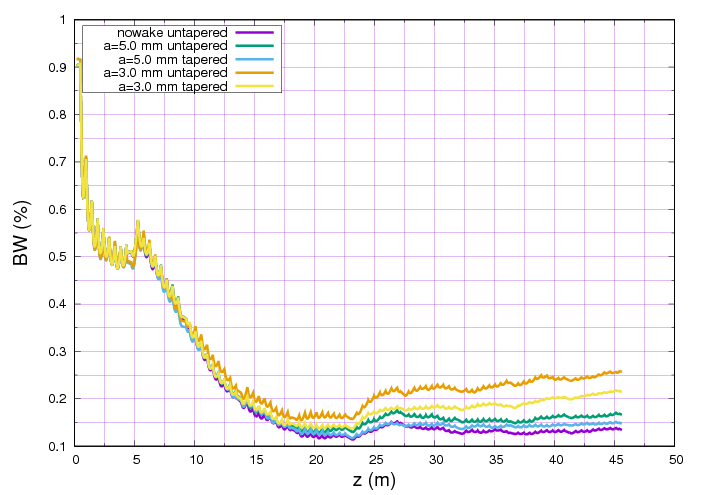 1
0.9
0.8
0.7
0.6
0.5
0.4
0.3
0.2
0.1
BW (%)
nowake untapered
a=5.0 mm untapered
a=5.0 mm tapered
a=3.0 mm untapered
a=3.0 mm tapered
0 5 10 15 20 25 30 35 40 45 50
z (m)